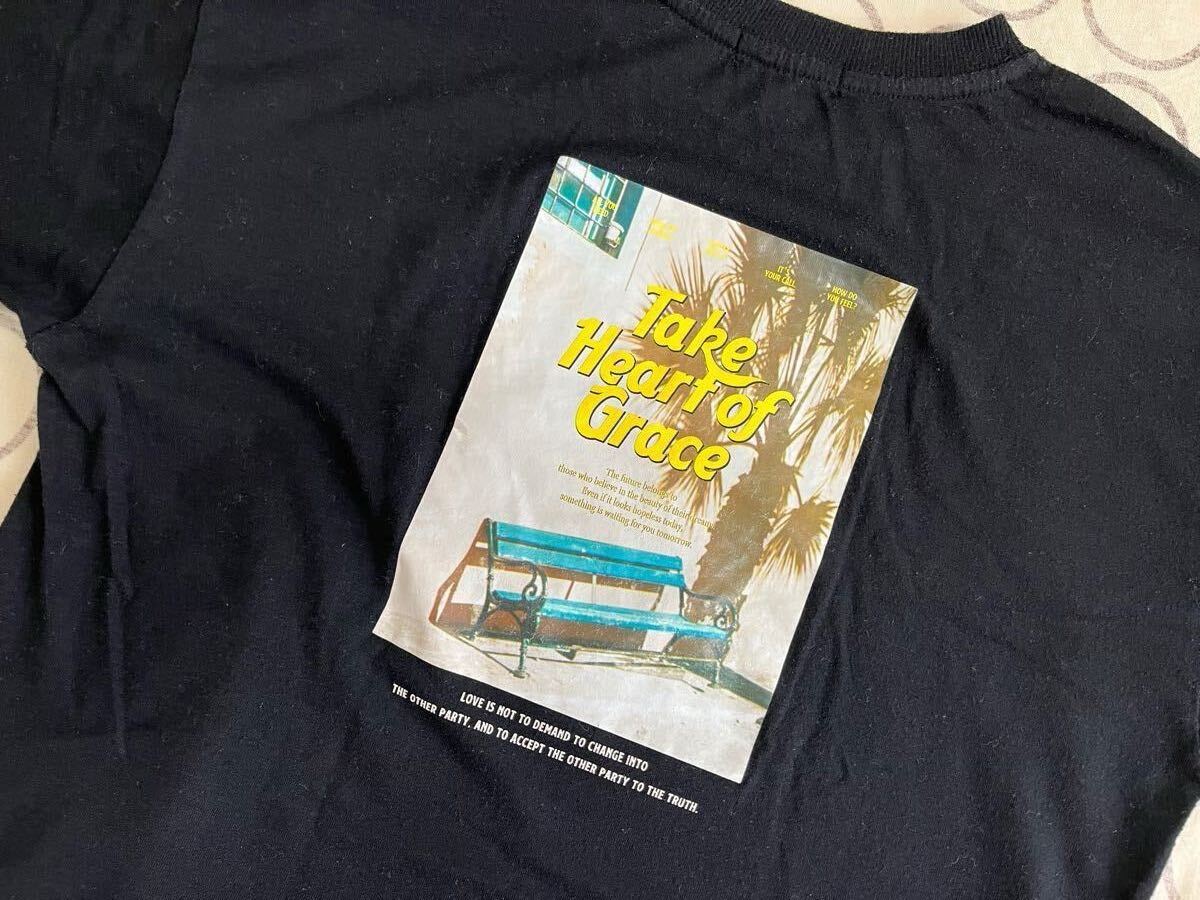 IT'S
YOUR CALL
HOW DO
YOU FEEL?
Take
Heart of
Grace
The future belongs to
those who believe in the beauty of their dreams
Even if it looks hopeless today,
something is waiting for you tomorrow.
LOVE IS NOT TO DEMAND TO CHANGE INTO
THE OTHER PARTY. AND TO ACCEPT THE OTHER PARTY TO THE TRUTH.